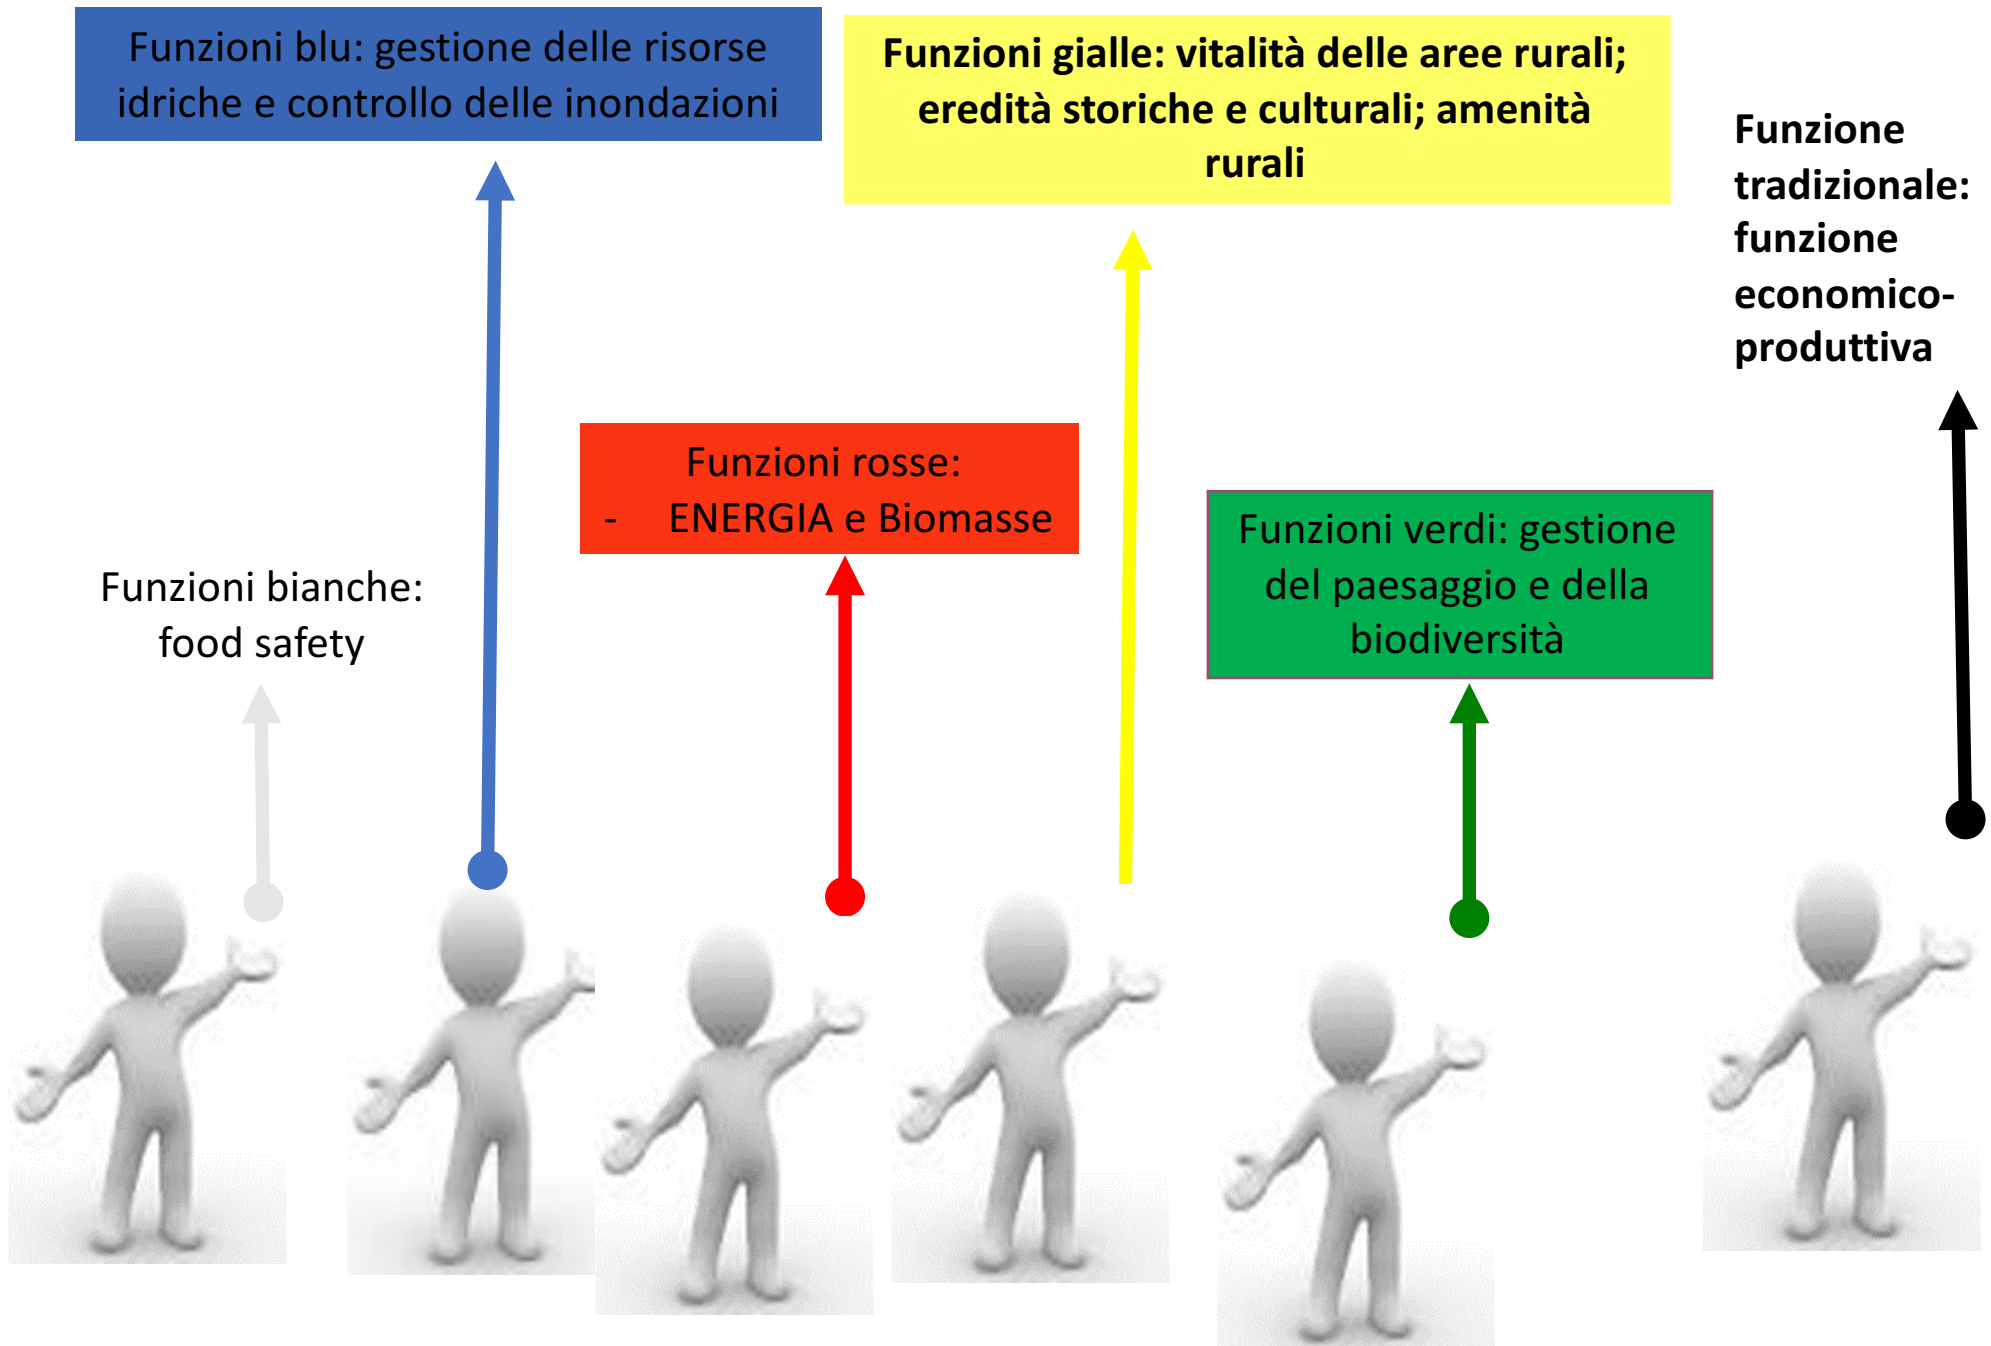 Funzioni blu: gestione delle risorse
idriche e controllo delle inondazioni
Funzioni gialle: vitalità delle aree rurali;
eredità storiche e culturali; amenità
rurali
Funzione
tradizionale:
funzione
economico-
produttiva
Funzioni rosse:
- ENERGIA e Biomasse
Funzioni verdi: gestione
del paesaggio e della
biodiversità
Funzioni bianche:
food safety